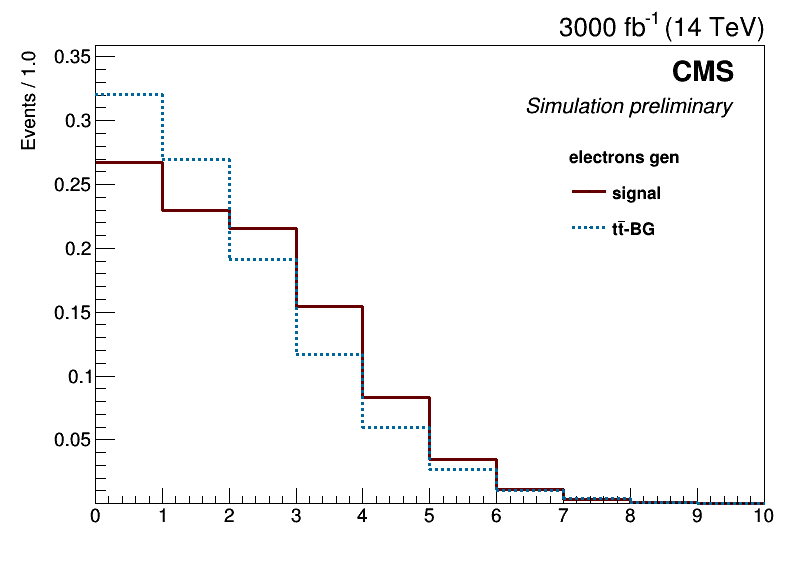 3000 fb⁻¹ (14 TeV)
Events / 1.0
CMS
Simulation preliminary
electrons gen
signal
tt̄-BG
0.35
0.3
0.25
0.2
0.15
0.1
0.05
0 1 2 3 4 5 6 7 8 9 10